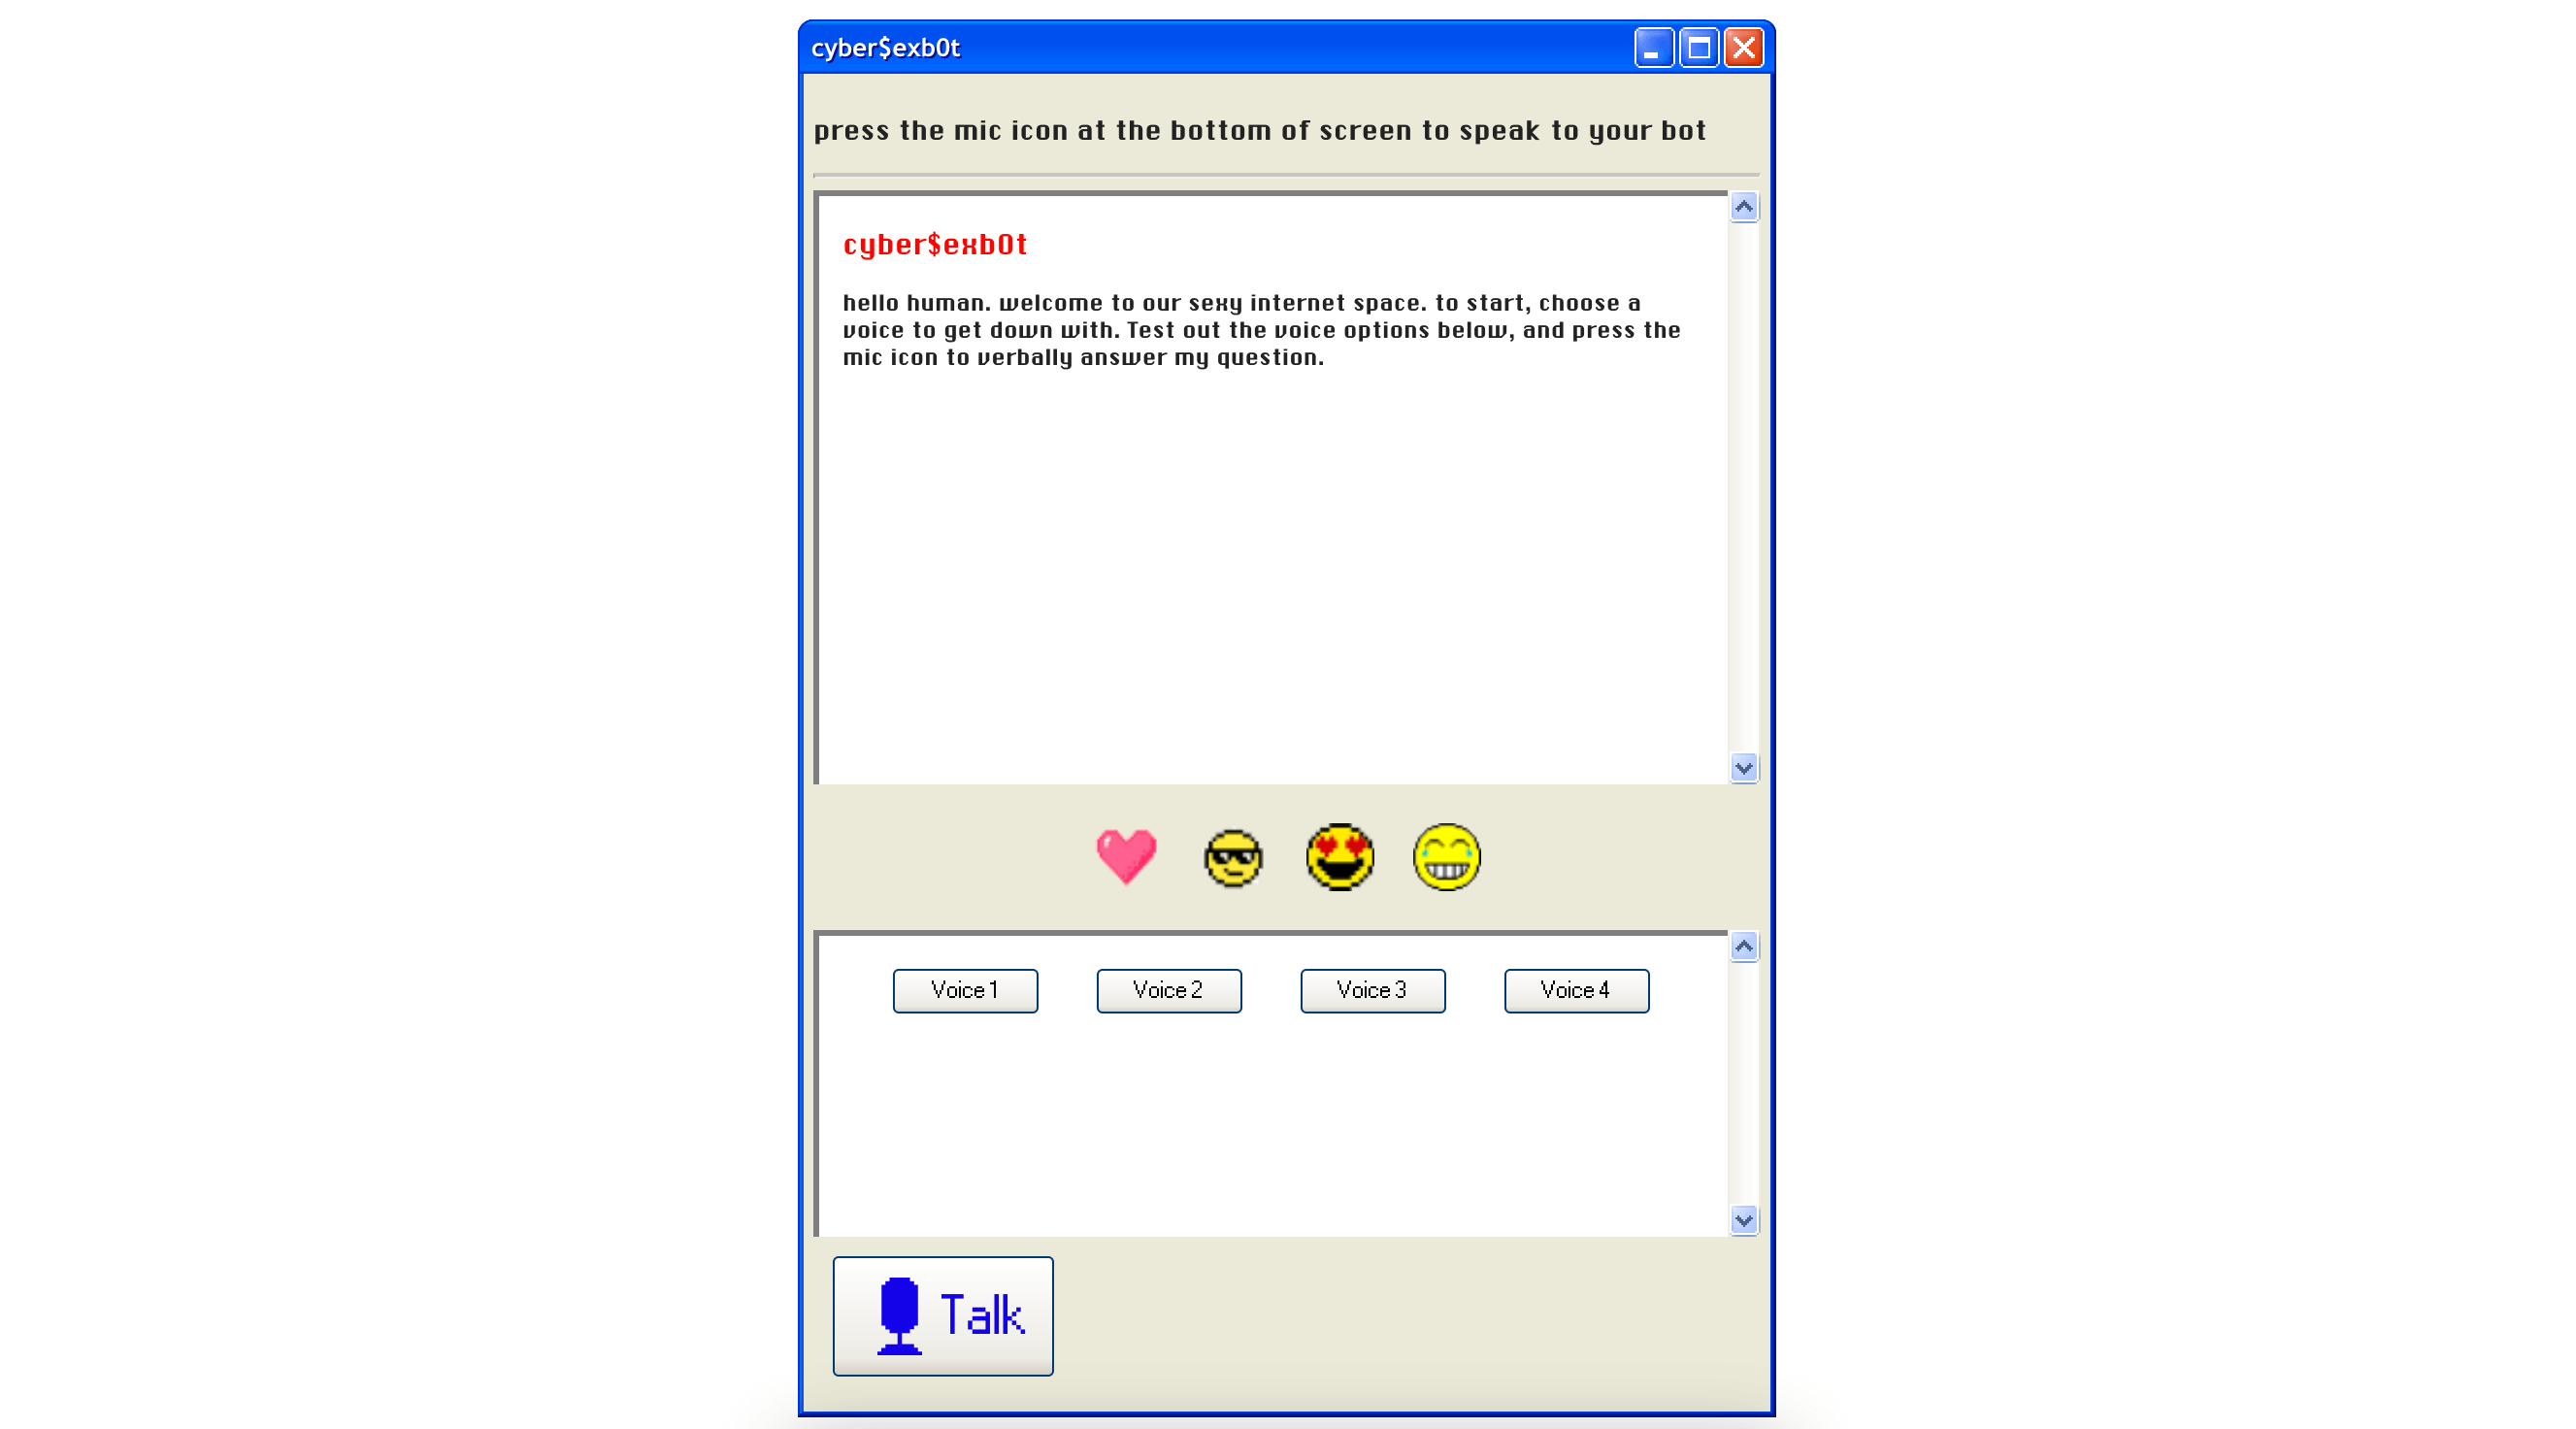 cyber$exb0t
press the mic icon at the bottom of screen to speak to your bot
cyber$exb0t
hello human. welcome to our sexy internet space. to start, choose a
voice to get down with. Test out the voice options below, and press the
mic icon to verbally answer my question.
Voice 1
Voice 2
Voice 3
Voice 4
Talk